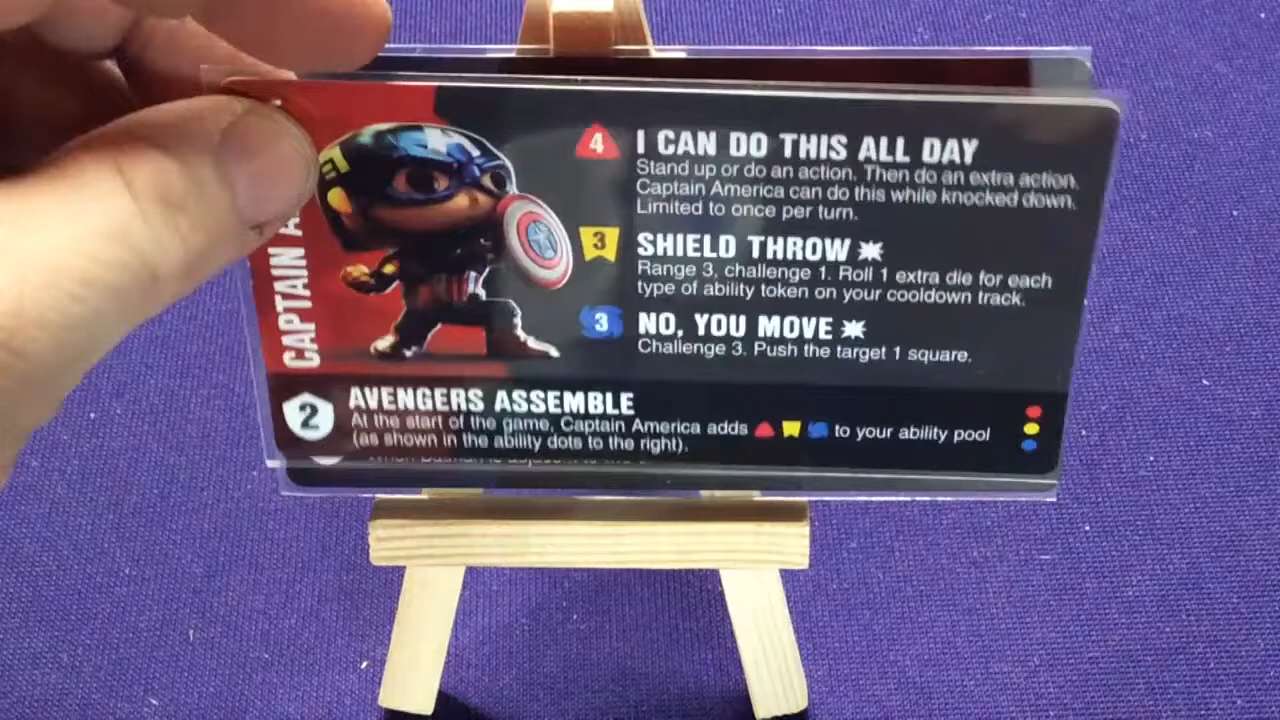 CAPTAIN A
4 I CAN DO THIS ALL DAY
Stand up or do an action. Then do an extra action.
Captain America can do this while knocked down.
Limited to once per turn.
3 SHIELD THROW
Range 3, challenge 1. Roll 1 extra die for each
type of ability token on your cooldown track.
3 NO, YOU MOVE
Challenge 3. Push the target 1 square.
2 AVENGERS ASSEMBLE
At the start of the game, Captain America adds to your ability pool
(as shown in the ability dots to the right).